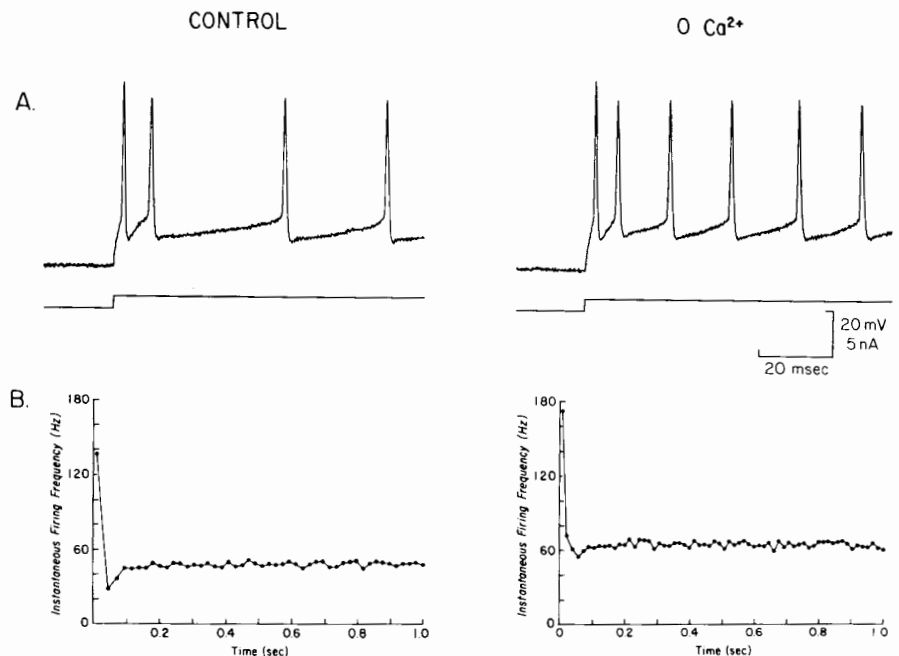 CONTROL
O Ca²⁺
A.
20 mV
5 nA
20 msec
B.
Instantaneous Firing Frequency (Hz)
180
120
60
0
0.2
0.4
0.6
0.8
1.0
Time (sec)
Instantaneous Firing Frequency (Hz)
180
120
60
0
0
0.2
0.4
0.6
0.8
1.0
Time (sec)